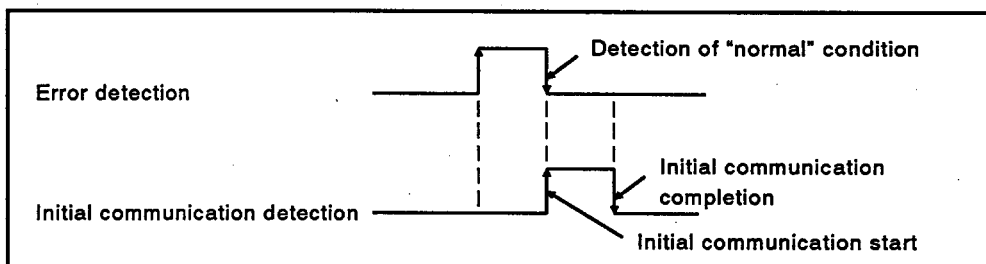 Detection of "normal" condition
Error detection
Initial communication
completion
Initial communication detection
Initial communication start